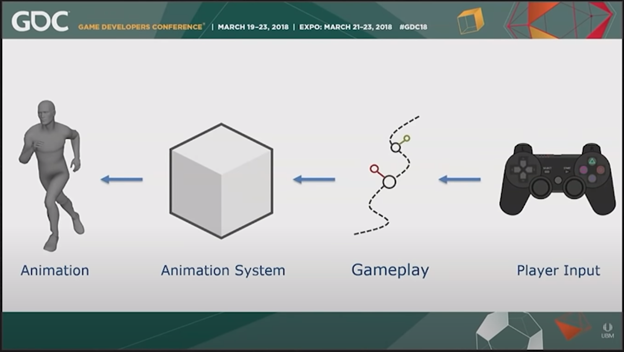 GDC GAME DEVELOPERS CONFERENCE | MARCH 19–23, 2018 | EXPO: MARCH 21–23, 2018 #GDC18
Animation Animation System Gameplay Player Input
UBM